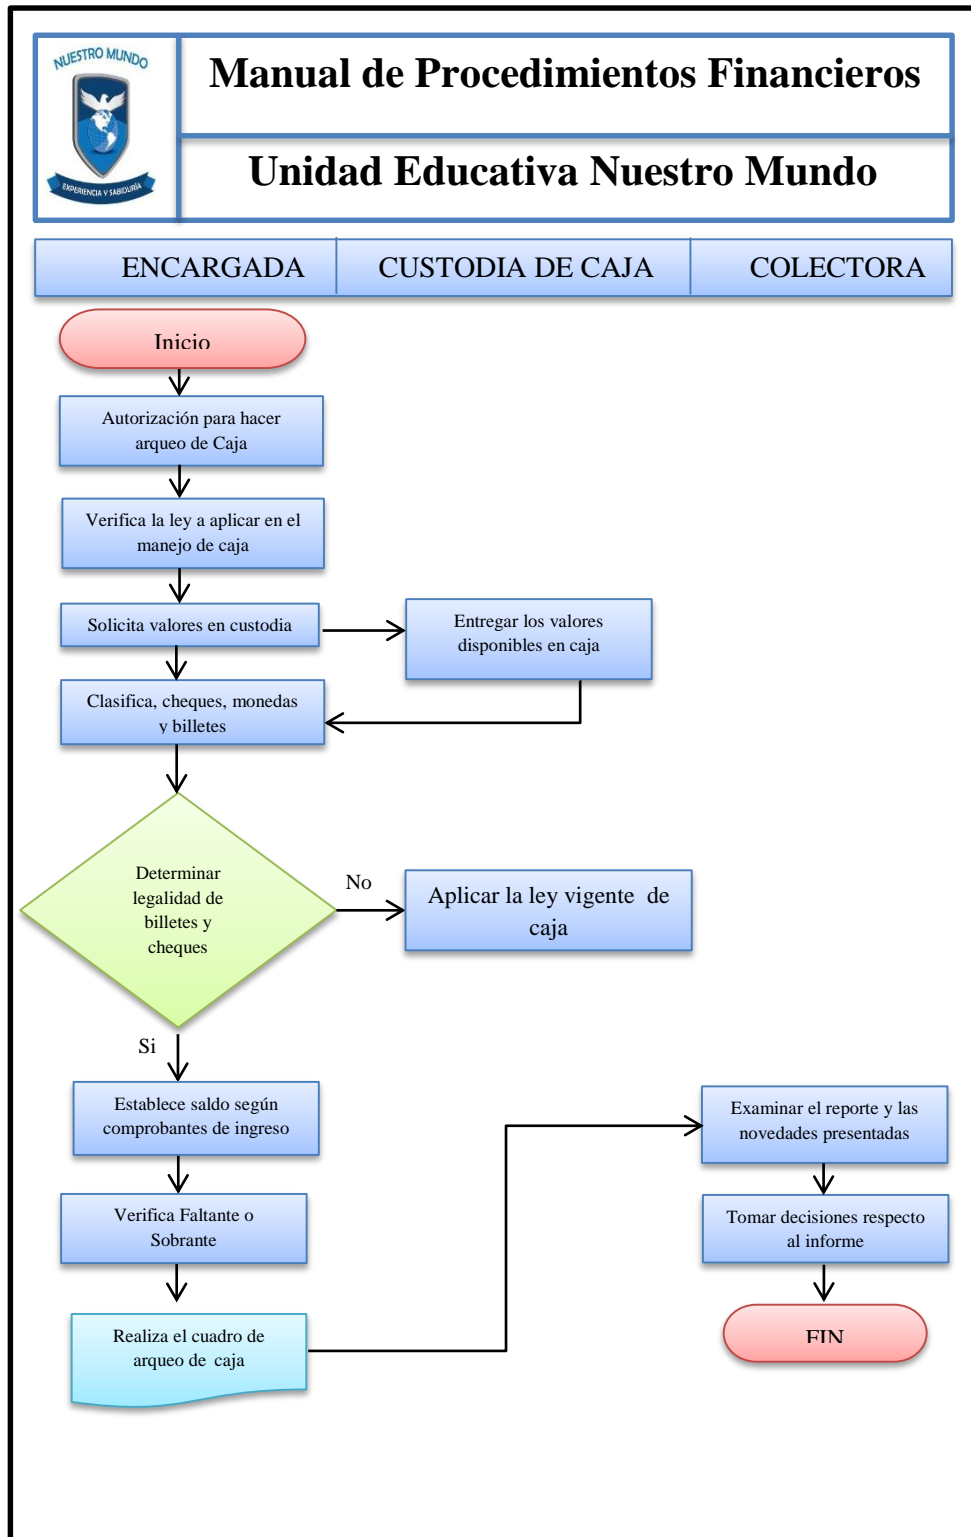 NUESTRO MUNDO
EXPERIENCIA Y SABIDURÍA
Manual de Procedimientos Financieros
Unidad Educativa Nuestro Mundo
ENCARGADA
CUSTODIA DE CAJA
COLECTORA
Inicio
Autorización para hacer
arqueo de Caja
Verifica la ley a aplicar en el
manejo de caja
Solicita valores en custodia
Entregar los valores
disponibles en caja
Clasifica, cheques, monedas
y billetes
Determinar
legalidad de
billetes y
cheques
No
Aplicar la ley vigente de
caja
Si
Establece saldo según
comprobantes de ingreso
Verifica Faltante o
Sobrante
Realiza el cuadro de
arqueo de caja
Examinar el reporte y las
novedades presentadas
Tomar decisiones respecto
al informe
FIN